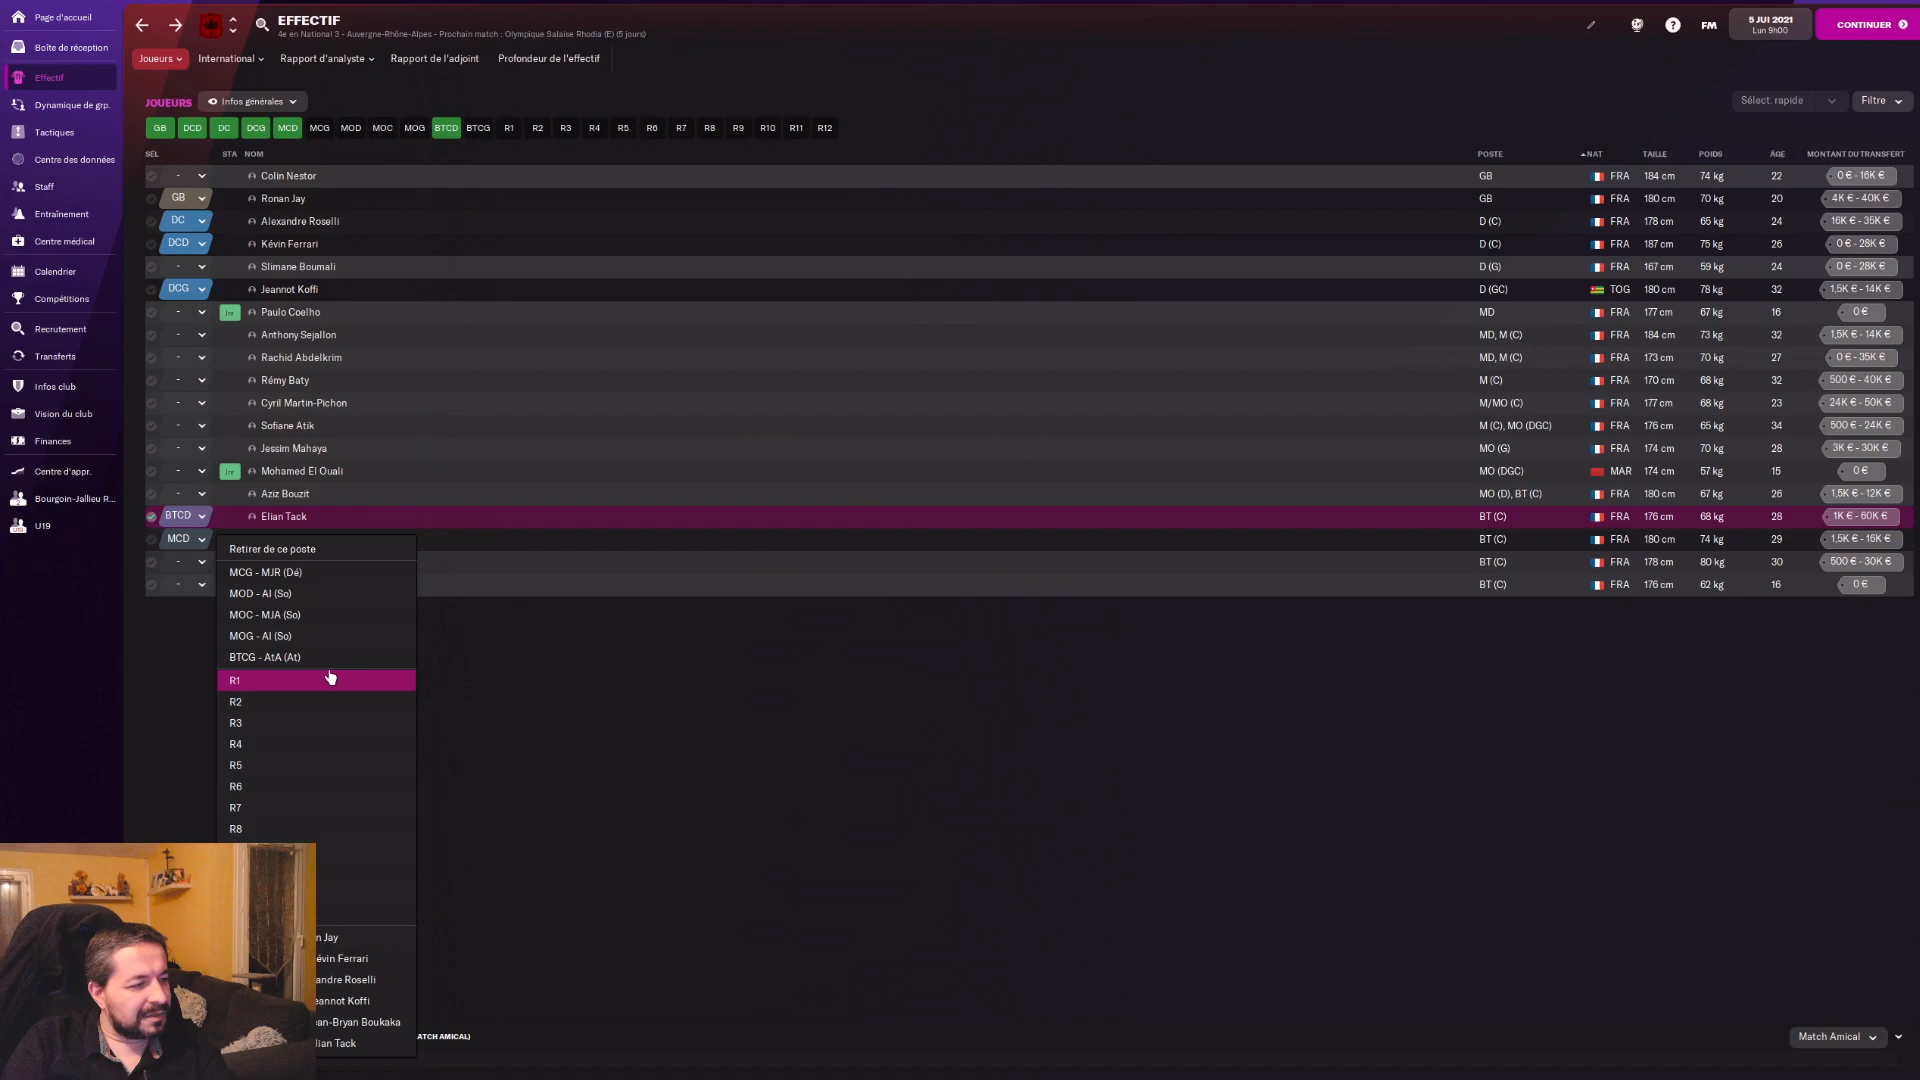 Page d'accueil
Boîte de réception
Effectif
Dynamique de grp.
Tactiques
Centre des données
Staff
Entraînement
Centre médical
Calendrier
Compétitions
Recrutement
Transferts
Infos club
Vision du club
Finances
Centre d'appr.
Bourgoin-Jallieu R...
U19
EFFECTIF
4e en National 3 - Auvergne-Rhône-Alpes - Prochain match : Olympique Salaise Rhodia (E) (5 jours)
FM
5 JUI 2021
Lun 9h00
CONTINUER
Joueurs International Rapport d'analyste Rapport de l'adjoint Profondeur de l'effectif
JOUEURS Infos générales Sélect. rapide Filtre
GB DCD DC DCG MCD MCG MOD MOC MOG BTCD BTCG R1 R2 R3 R4 R5 R6 R7 R8 R9 R10 R11 R12
SÉL STA NOM POSTE NAT TAILLE POIDS ÂGE MONTANT DU TRANSFERT
- Colin Nestor GB FRA 184 cm 74 kg 22 0 € - 16K €
GB Ronan Jay GB FRA 180 cm 70 kg 20 4K € - 40K €
DC Alexandre Roselli D (C) FRA 178 cm 65 kg 24 16K € - 35K €
DCD Kévin Ferrari D (C) FRA 187 cm 75 kg 26 0 € - 28K €
- Slimane Boumali D (G) FRA 167 cm 59 kg 24 0 € - 28K €
DCG Jeannot Koffi D (GC) TOG 180 cm 78 kg 32 1,5K € - 14K €
- Jnr Paulo Coelho MD FRA 177 cm 67 kg 16 0 €
- Anthony Sejallon MD, M (C) FRA 184 cm 73 kg 32 1,5K € - 14K €
- Rachid Abdelkrim MD, M (C) FRA 173 cm 70 kg 27 0 € - 35K €
- Rémy Baty M (C) FRA 170 cm 68 kg 32 500 € - 40K €
- Cyril Martin-Pichon M/MO (C) FRA 177 cm 68 kg 23 24K € - 50K €
- Sofiane Atik M (C), MO (DGC) FRA 176 cm 65 kg 34 500 € - 24K €
- Jessim Mahaya MO (G) FRA 174 cm 70 kg 28 3K € - 30K €
- Jnr Mohamed El Ouali MO (DGC) MAR 174 cm 57 kg 15 0 €
- Aziz Bouzit MO (D), BT (C) FRA 180 cm 67 kg 26 1,5K € - 12K €
BTCD Elian Tack BT (C) FRA 176 cm 68 kg 28 1K € - 60K €
MCD BT (C) FRA 180 cm 74 kg 29 1,5K € - 16K €
- BT (C) FRA 178 cm 80 kg 30 500 € - 30K €
- BT (C) FRA 176 cm 62 kg 16 0 €
Retirer de ce poste
MCG - MJR (Dé)
MOD - AI (So)
MOC - MJA (So)
MOG - AI (So)
BTCG - AtA (At)
R1
R2
R3
R4
R5
R6
R7
R8
n Jay
évin Ferrari
andre Roselli
eannot Koffi
ean-Bryan Boukaka
lian Tack
ATCH AMICAL)
Match Amical